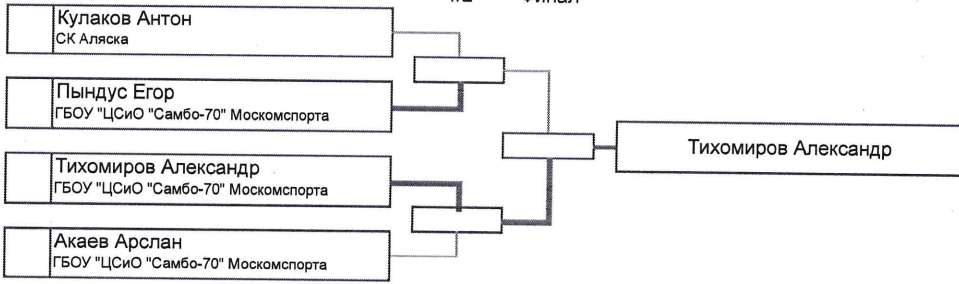 Финал
Кулаков Антон
СК Аляска
Пындус Егор
ГБОУ "ЦСиО "Самбо-70" Москомспорта
Тихомиров Александр
ГБОУ "ЦСиО "Самбо-70" Москомспорта
Тихомиров Александр
Акаев Арслан
ГБОУ "ЦСиО "Самбо-70" Москомспорта